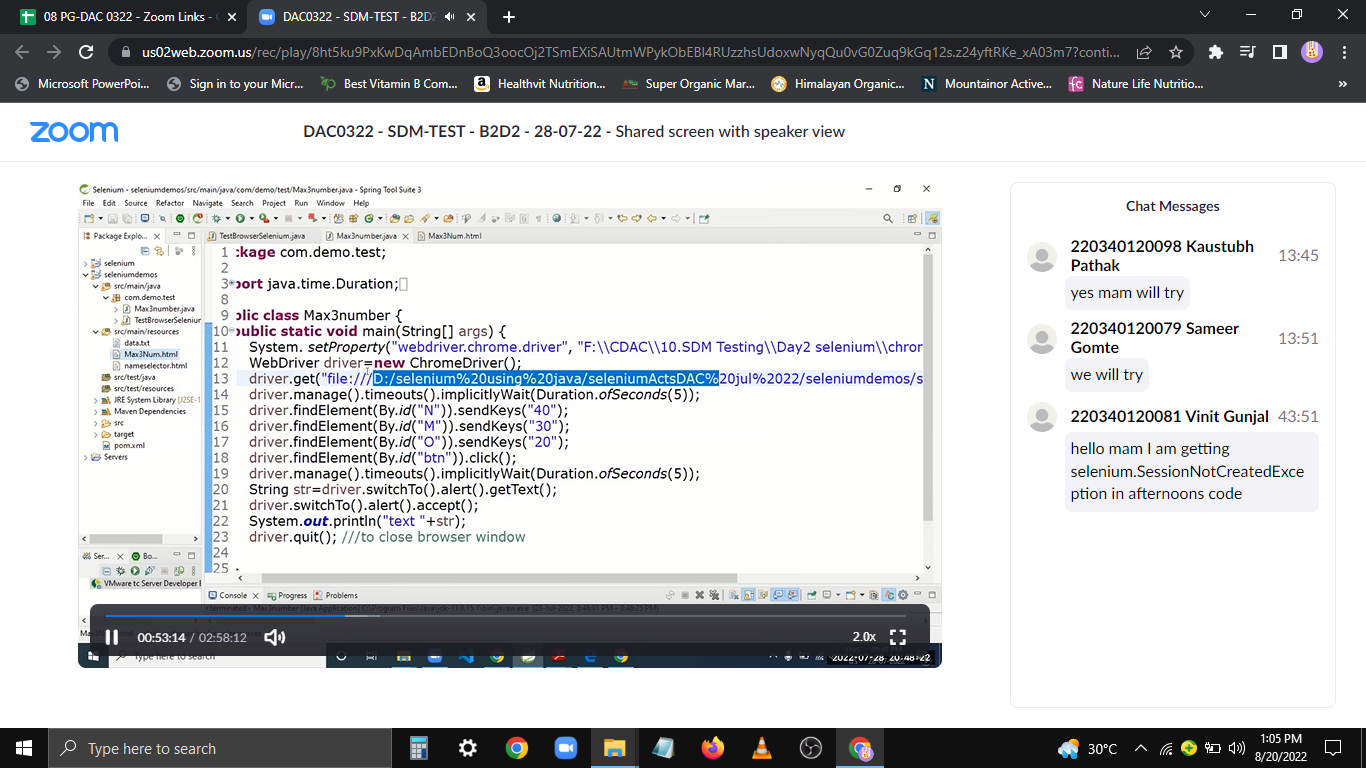 08 PG-DAC 0322 - Zoom Links -
DAC0322 - SDM-TEST - B2D2
us02web.zoom.us/rec/play/8ht5ku9PxKwDqAmbEDnBoQ3oocOj2TSmEXiSAUtmWPykObEBI4RUzzhsUdoxwNyqQu0vG0Zuq9kGq12s.z24yftRKe_xA03m7?conti...
Microsoft PowerPoi... Sign in to your Micr... Best Vitamin B Com... Healthvit Nutrition... Super Organic Mar... Himalayan Organic... Mountainor Active... Nature Life Nutritio... »
zoom
DAC0322 - SDM-TEST - B2D2 - 28-07-22 - Shared screen with speaker view
Selenium - seleniumdemos/src/main/java/com/demo/test/Max3number.java - Spring Tool Suite 3
File Edit Source Refactor Navigate Search Project Run Window Help
Package Explo...
selenium
seleniumdemos
src/main/java
com.demo.test
Max3number.java
TestBrowserSelenium
src/main/resources
data.txt
Max3Num.html
nameselector.html
src/test/java
src/test/resources
JRE System Library [J2SE-1
Maven Dependencies
src
target
pom.xml
Servers
Ser... Bo...
VMware tc Server Developer E
TestBrowserSelenium.java Max3number.java Max3Num.html
1 :kage com.demo.test;
2
3 port java.time.Duration;
8
9 blic class Max3number {
10 public static void main(String[] args) {
11 System. setProperty("webdriver.chrome.driver", "F:\\CDAC\\10.SDM Testing\\Day2 selenium\\chrom
12 WebDriver driver=new ChromeDriver();
13 driver.get("file:///D:/selenium%20using%20java/seleniumActsDAC%20jul%2022/seleniumdemos/s
14 driver.manage().timeouts().implicitlyWait(Duration.ofSeconds(5));
15 driver.findElement(By.id("N")).sendKeys("40");
16 driver.findElement(By.id("M")).sendKeys("30");
17 driver.findElement(By.id("O")).sendKeys("20");
18 driver.findElement(By.id("btn")).click();
19 driver.manage().timeouts().implicitlyWait(Duration.ofSeconds(5));
20 String str=driver.switchTo().alert().getText();
21 driver.switchTo().alert().accept();
22 System.out.println("text "+str);
23 driver.quit(); ///to close browser window
24
25
Console Progress Problems
<terminated> Max3number [Java Application] C:\Program Files\Java\
00:53:14 / 02:58:12
2.0x
Type here to search
2022-07-28 20:48:22
Chat Messages
220340120098 Kaustubh Pathak 13:45
yes mam will try
220340120079 Sameer Gomte 13:51
we will try
220340120081 Vinit Gunjal 43:51
hello mam I am getting
selenium.SessionNotCreatedExce
ption in afternoons code
Type here to search
30°C
1:05 PM
8/20/2022